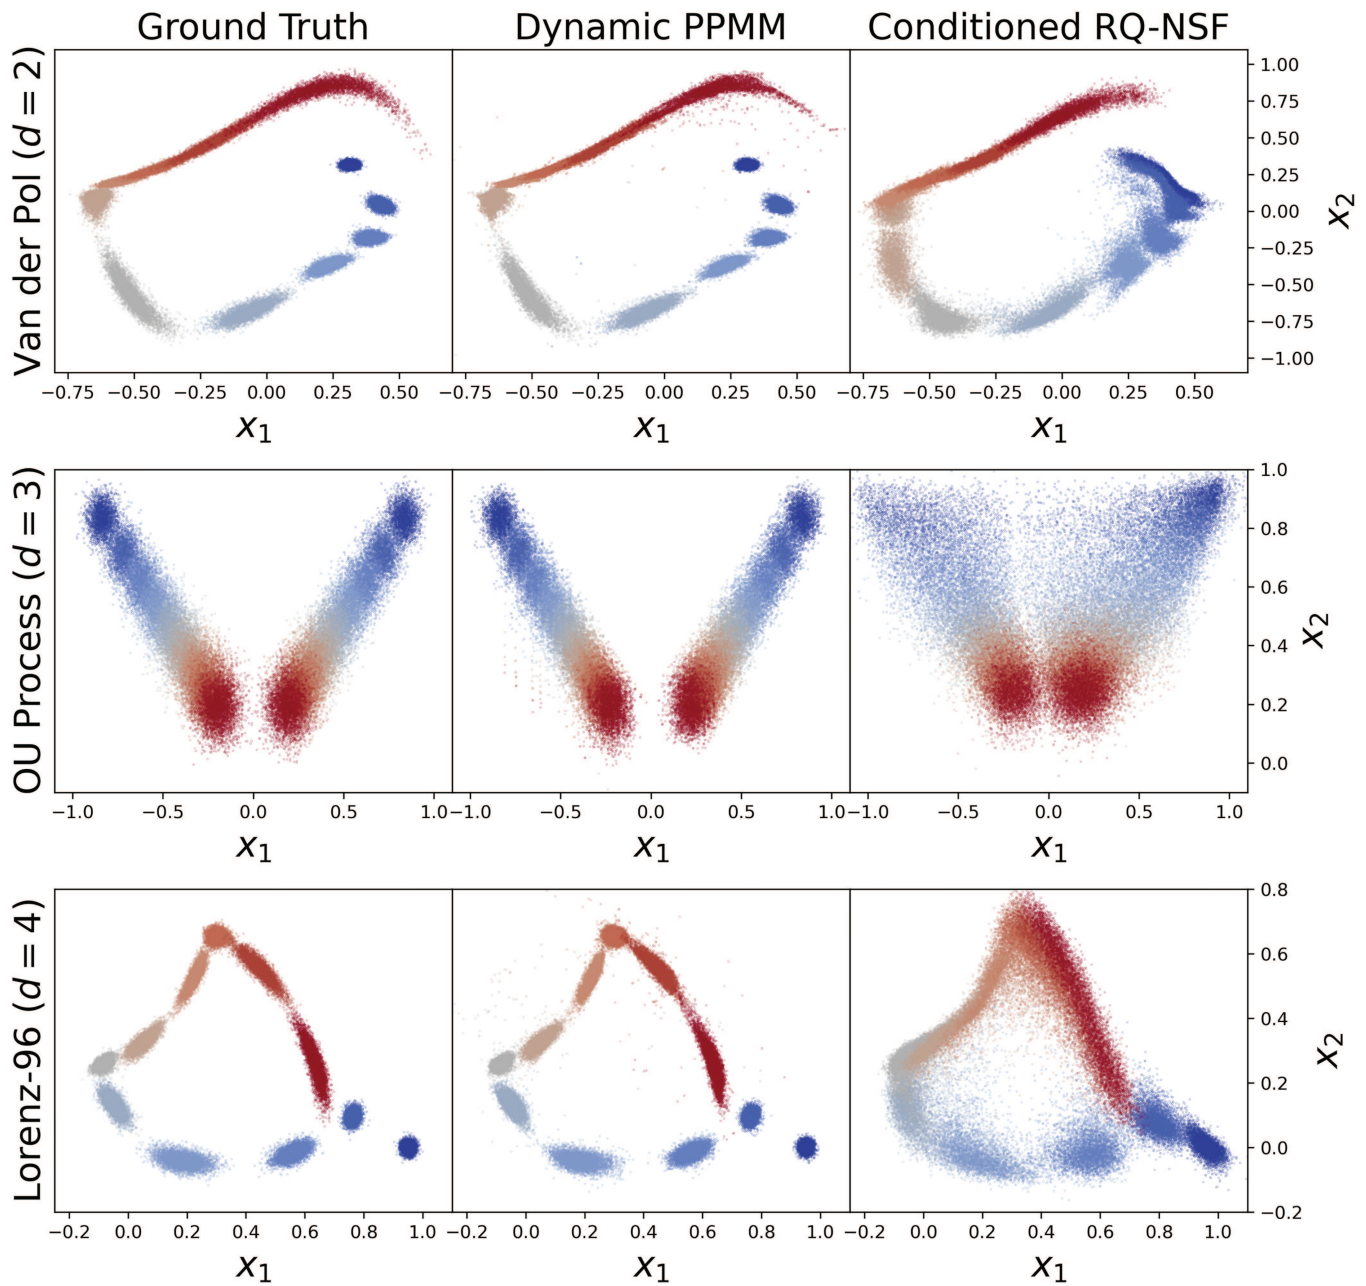 Ground Truth Dynamic PPMM Conditioned RQ-NSF
Van der Pol (d = 2)
1.00
0.75
0.50
0.25
0.00
−0.25
−0.50
−0.75
−1.00
x2
−0.75 −0.50 −0.25 0.00 0.25 0.50 −0.75 −0.50 −0.25 0.00 0.25 0.50 −0.75 −0.50 −0.25 0.00 0.25 0.50
x1 x1 x1
OU Process (d = 3)
1.0
0.8
0.6
0.4
0.2
0.0
x2
−1.0 −0.5 0.0 0.5 1.0 −1.0 −0.5 0.0 0.5 1.0 −1.0 −0.5 0.0 0.5 1.0
x1 x1 x1
Lorenz-96 (d = 4)
0.8
0.6
0.4
0.2
0.0
−0.2
x2
−0.2 0.0 0.2 0.4 0.6 0.8 1.0 −0.2 0.0 0.2 0.4 0.6 0.8 1.0 −0.2 0.0 0.2 0.4 0.6 0.8 1.0
x1 x1 x1